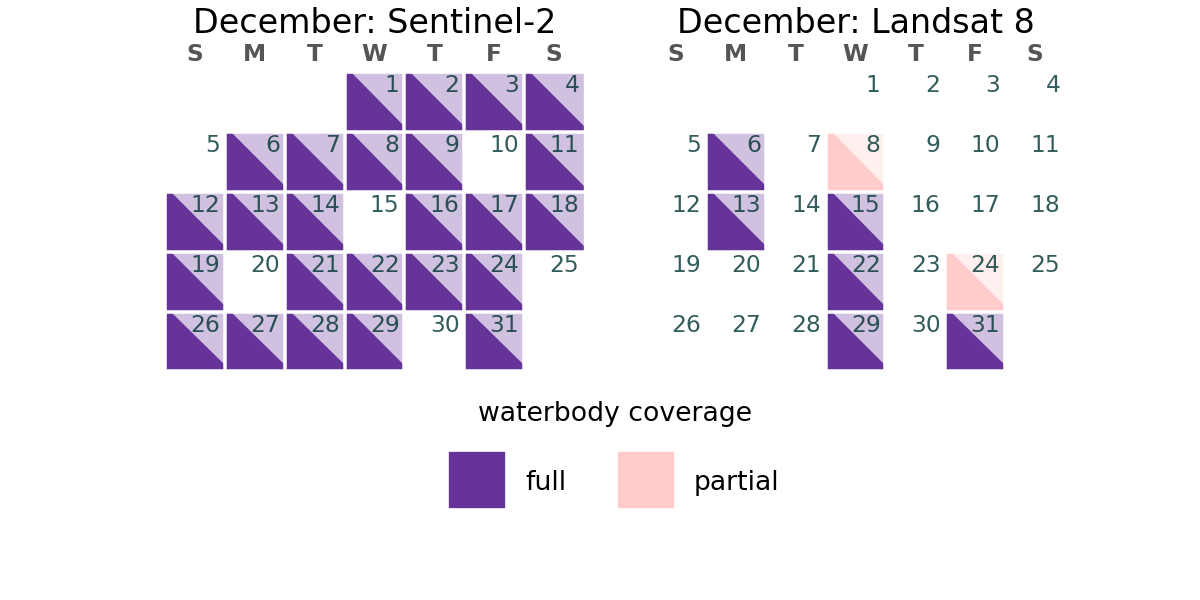 December: Sentinel-2
S M T W T F S
1 2 3 4
5 6 7 8 9 10 11
12 13 14 15 16 17 18
19 20 21 22 23 24 25
26 27 28 29 30 31
December: Landsat 8
S M T W T F S
1 2 3 4
5 6 7 8 9 10 11
12 13 14 15 16 17 18
19 20 21 22 23 24 25
26 27 28 29 30 31
waterbody coverage
full partial